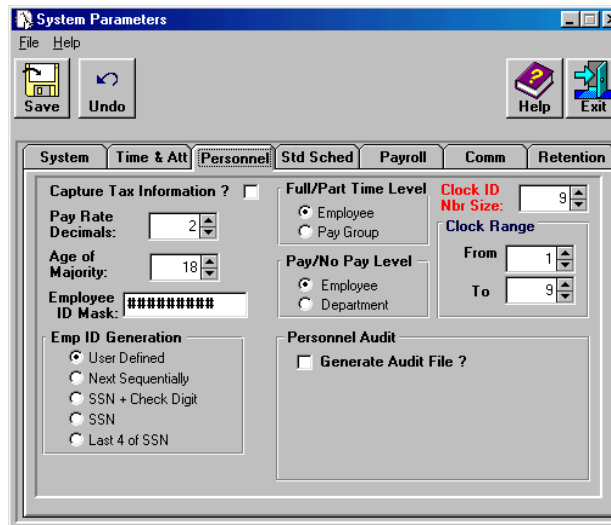 System Parameters
File Help
Save Undo Help Exit
System Time & Att Personnel Std Sched Payroll Comm Retention
Capture Tax Information ?
Pay Rate
Decimals: 2
Age of
Majority: 18
Employee
ID Mask: #########
Emp ID Generation
User Defined
Next Sequentially
SSN + Check Digit
SSN
Last 4 of SSN
Full/Part Time Level
Employee
Pay Group
Pay/No Pay Level
Employee
Department
Personnel Audit
Generate Audit File ?
Clock ID
Nbr Size: 9
Clock Range
From 1
To 9